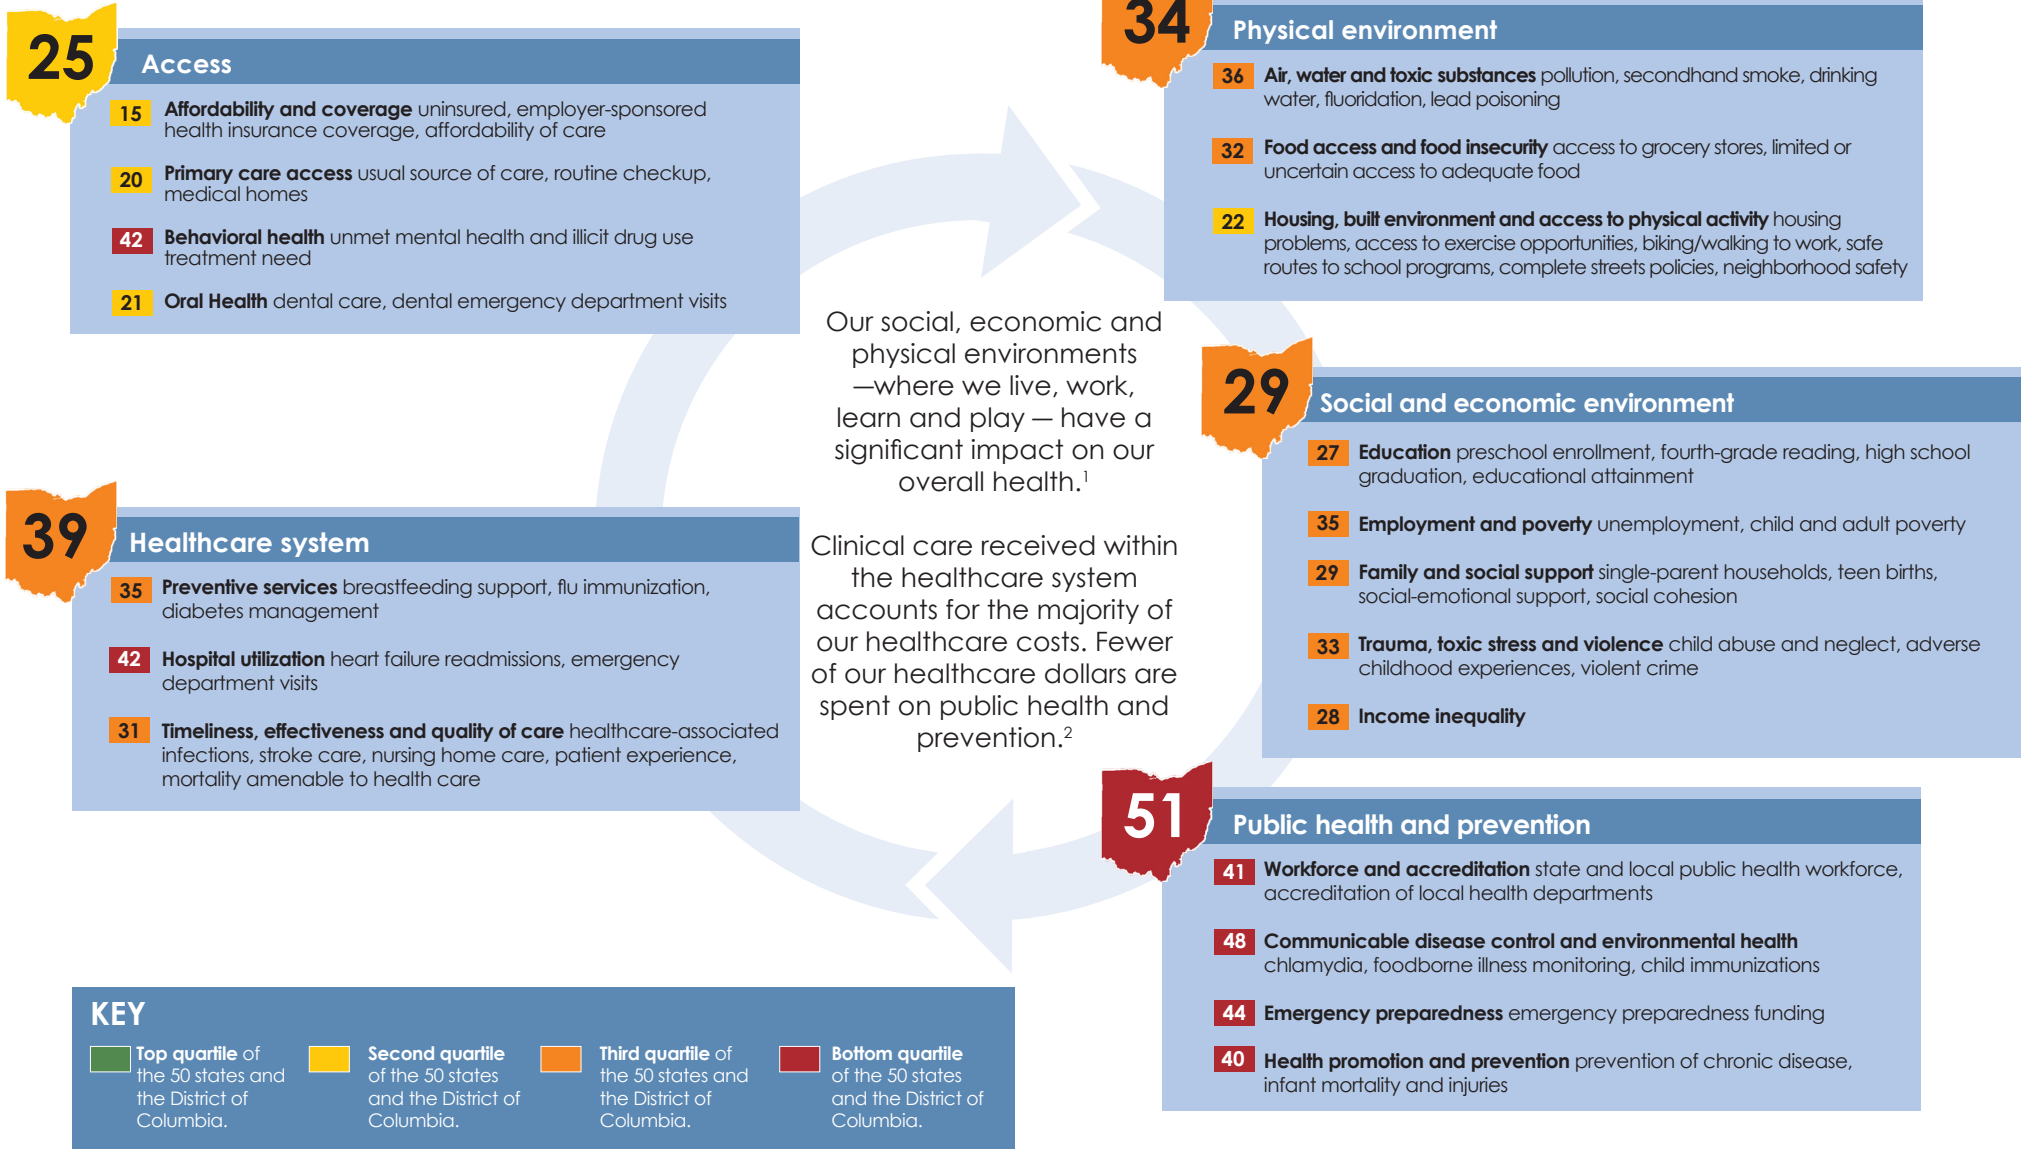 25
Access
15 Affordability and coverage uninsured, employer-sponsored
health insurance coverage, affordability of care
20 Primary care access usual source of care, routine checkup,
medical homes
42 Behavioral health unmet mental health and illicit drug use
treatment need
21 Oral Health dental care, dental emergency department visits
39
Healthcare system
35 Preventive services breastfeeding support, flu immunization,
diabetes management
42 Hospital utilization heart failure readmissions, emergency
department visits
31 Timeliness, effectiveness and quality of care healthcare-associated
infections, stroke care, nursing home care, patient experience,
mortality amenable to health care
Our social, economic and
physical environments
—where we live, work,
learn and play — have a
significant impact on our
overall health.1
Clinical care received within
the healthcare system
accounts for the majority of
our healthcare costs. Fewer
of our healthcare dollars are
spent on public health and
prevention.2
34
Physical environment
36 Air, water and toxic substances pollution, secondhand smoke, drinking
water, fluoridation, lead poisoning
32 Food access and food insecurity access to grocery stores, limited or
uncertain access to adequate food
22 Housing, built environment and access to physical activity housing
problems, access to exercise opportunities, biking/walking to work, safe
routes to school programs, complete streets policies, neighborhood safety
29
Social and economic environment
27 Education preschool enrollment, fourth-grade reading, high school
graduation, educational attainment
35 Employment and poverty unemployment, child and adult poverty
29 Family and social support single-parent households, teen births,
social-emotional support, social cohesion
33 Trauma, toxic stress and violence child abuse and neglect, adverse
childhood experiences, violent crime
28 Income inequality
51
Public health and prevention
41 Workforce and accreditation state and local public health workforce,
accreditation of local health departments
48 Communicable disease control and environmental health
chlamydia, foodborne illness monitoring, child immunizations
44 Emergency preparedness emergency preparedness funding
40 Health promotion and prevention prevention of chronic disease,
infant mortality and injuries
KEY
Top quartile of
the 50 states and
the District of
Columbia.
Second quartile
of the 50 states
and the District of
Columbia.
Third quartile of
the 50 states and
the District of
Columbia.
Bottom quartile
of the 50 states
and the District of
Columbia.